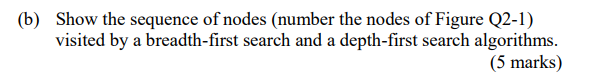 (b) Show the sequence of nodes (number the nodes of Figure Q2-1)
visited by a breadth-first search and a depth-first search algorithms.
(5 marks)